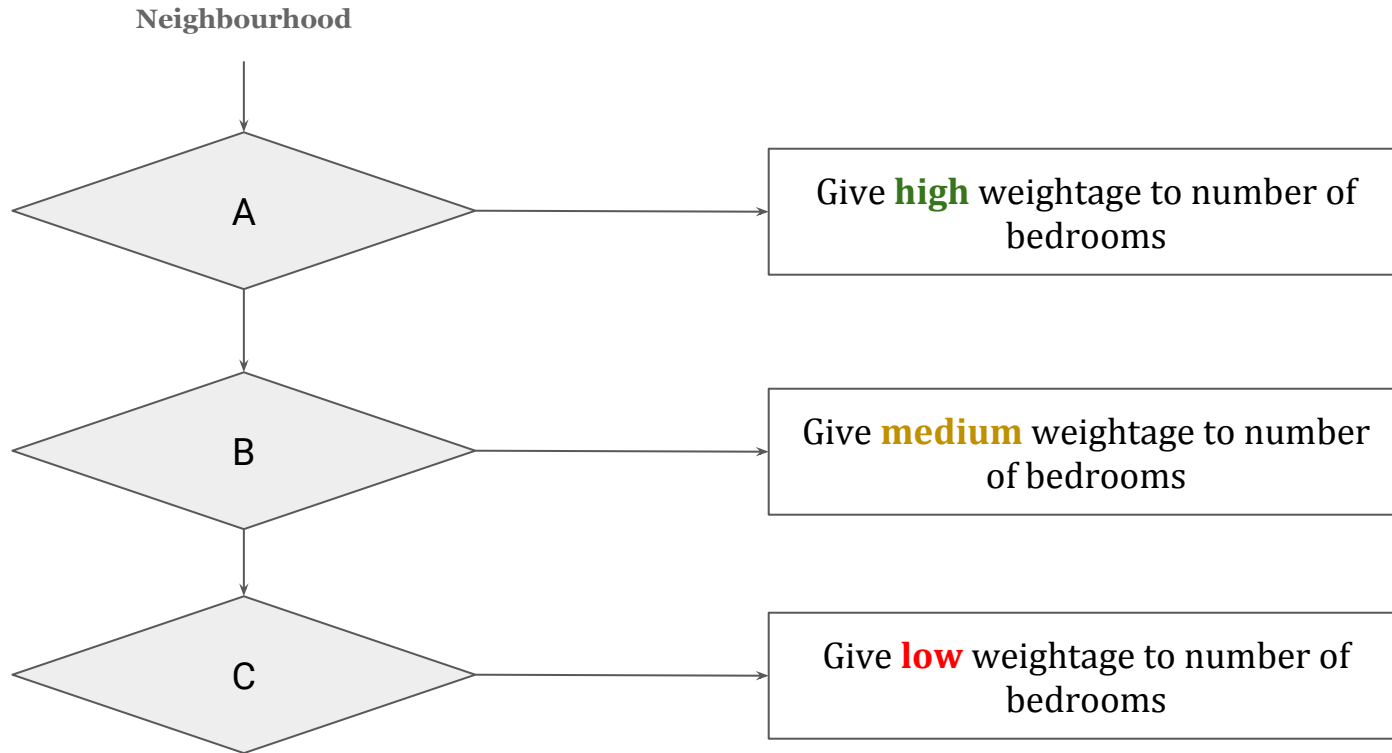 Neighbourhood
A
Give high weightage to number of
bedrooms
B
Give medium weightage to number
of bedrooms
C
Give low weightage to number of
bedrooms